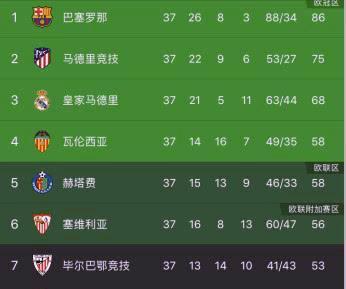 欧冠区
1 巴塞罗那 37 26 8 3 88/34 86
2 马德里竞技 37 22 9 6 53/27 75
3 皇家马德里 37 21 5 11 63/44 68
4 瓦伦西亚 37 14 16 7 49/35 58
欧联区
5 赫塔费 37 15 13 9 46/33 58
欧联附加赛区
6 塞维利亚 37 16 8 13 60/47 56
7 毕尔巴鄂竞技 37 13 14 10 41/43 53